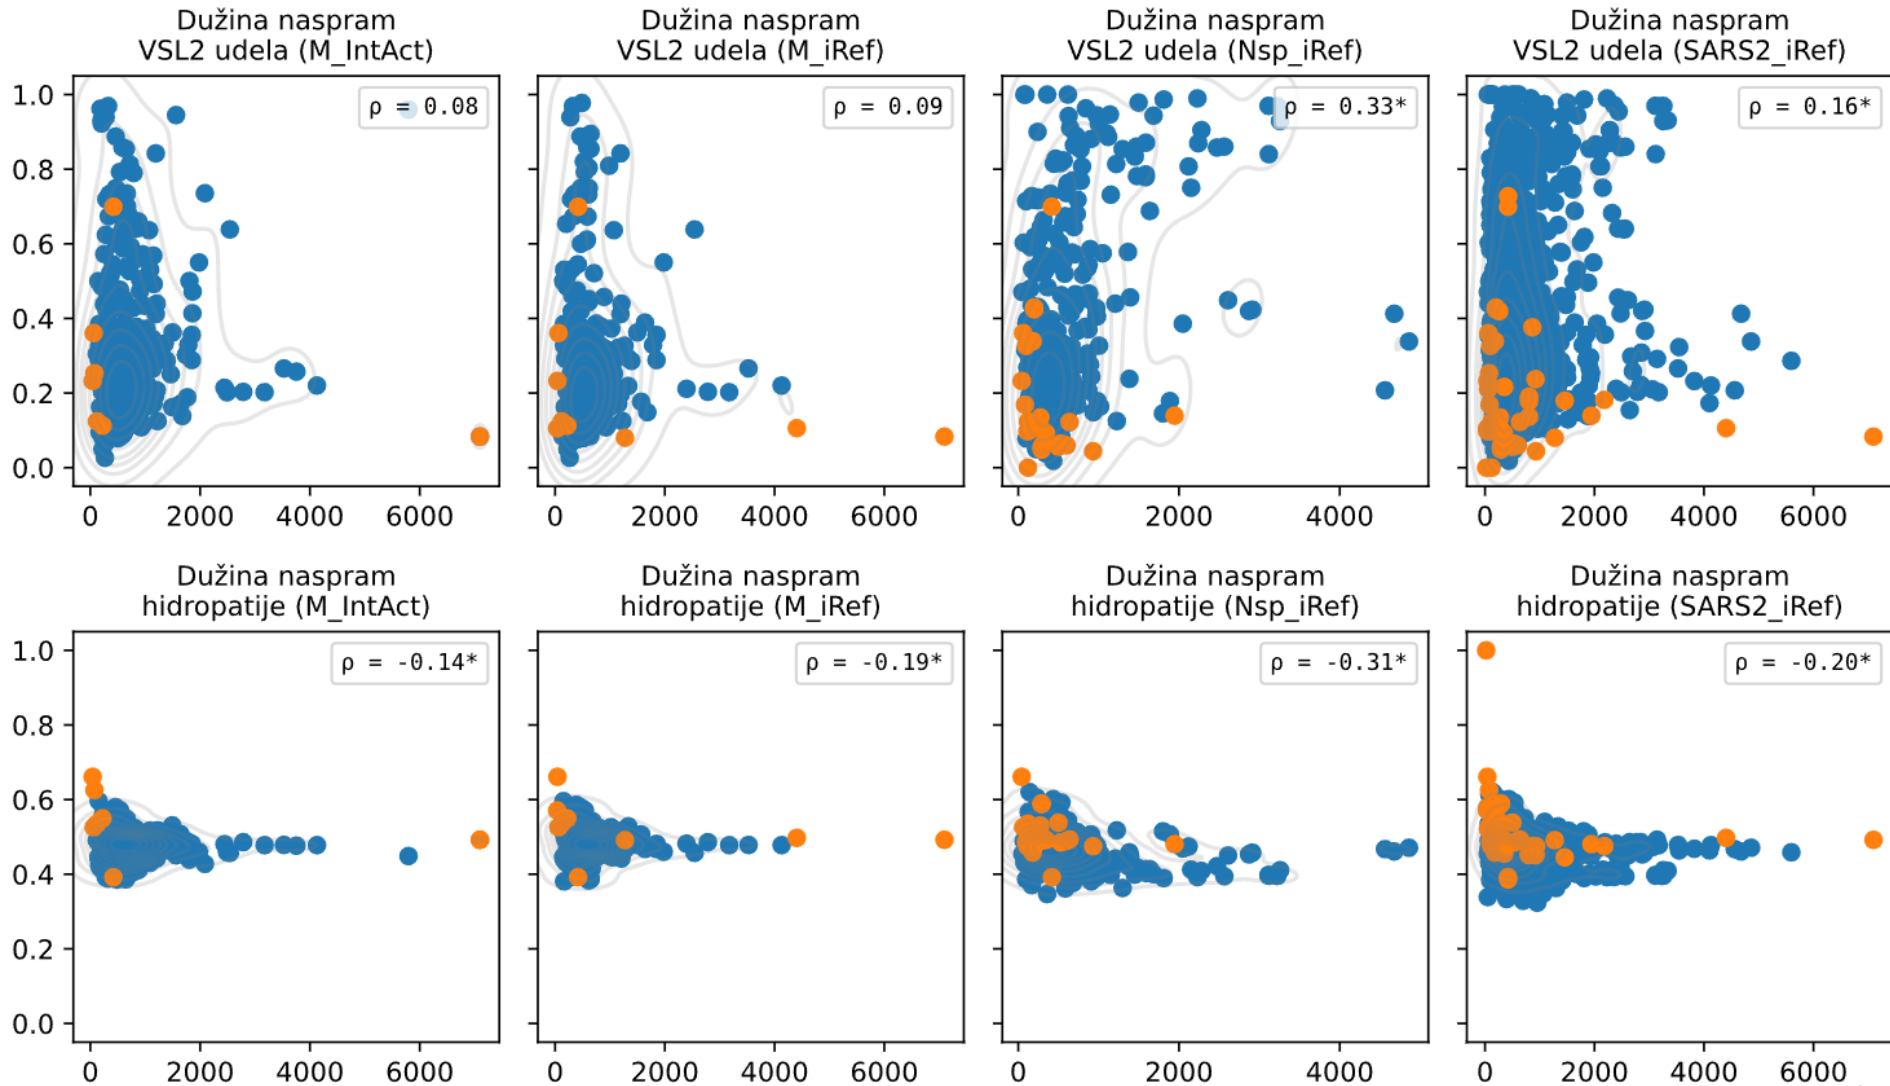 Dužina naspram
VSL2 udela (M_IntAct)
Dužina naspram
VSL2 udela (M_iRef)
Dužina naspram
VSL2 udela (Nsp_iRef)
Dužina naspram
VSL2 udela (SARS2_iRef)
1.0
0.8
0.6
0.4
0.2
0.0
ρ = 0.08
ρ = 0.09
ρ = 0.33*
ρ = 0.16*
0 2000 4000 6000
0 2000 4000 6000
0 2000 4000
0 2000 4000 6000
Dužina naspram
hidropatije (M_IntAct)
Dužina naspram
hidropatije (M_iRef)
Dužina naspram
hidropatije (Nsp_iRef)
Dužina naspram
hidropatije (SARS2_iRef)
1.0
0.8
0.6
0.4
0.2
0.0
ρ = -0.14*
ρ = -0.19*
ρ = -0.31*
ρ = -0.20*
0 2000 4000 6000
0 2000 4000 6000
0 2000 4000
0 2000 4000 6000